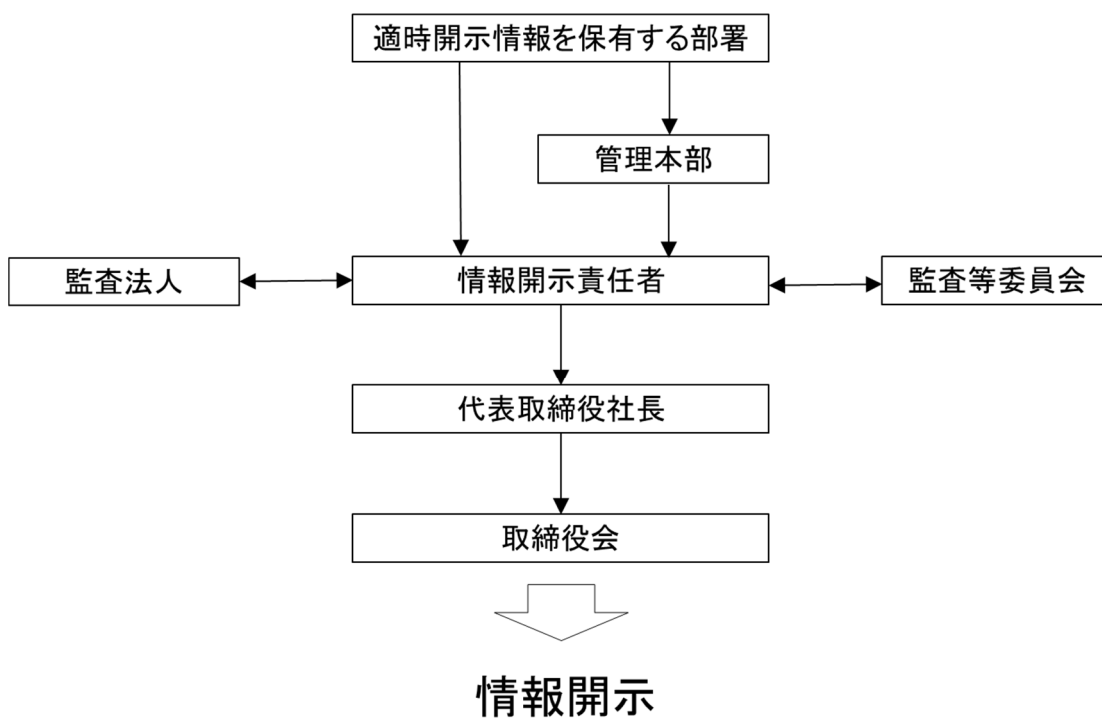 適時開示情報を保有する部署
管理本部
監査法人
情報開示責任者
監査等委員会
代表取締役社長
取締役会
情報開示